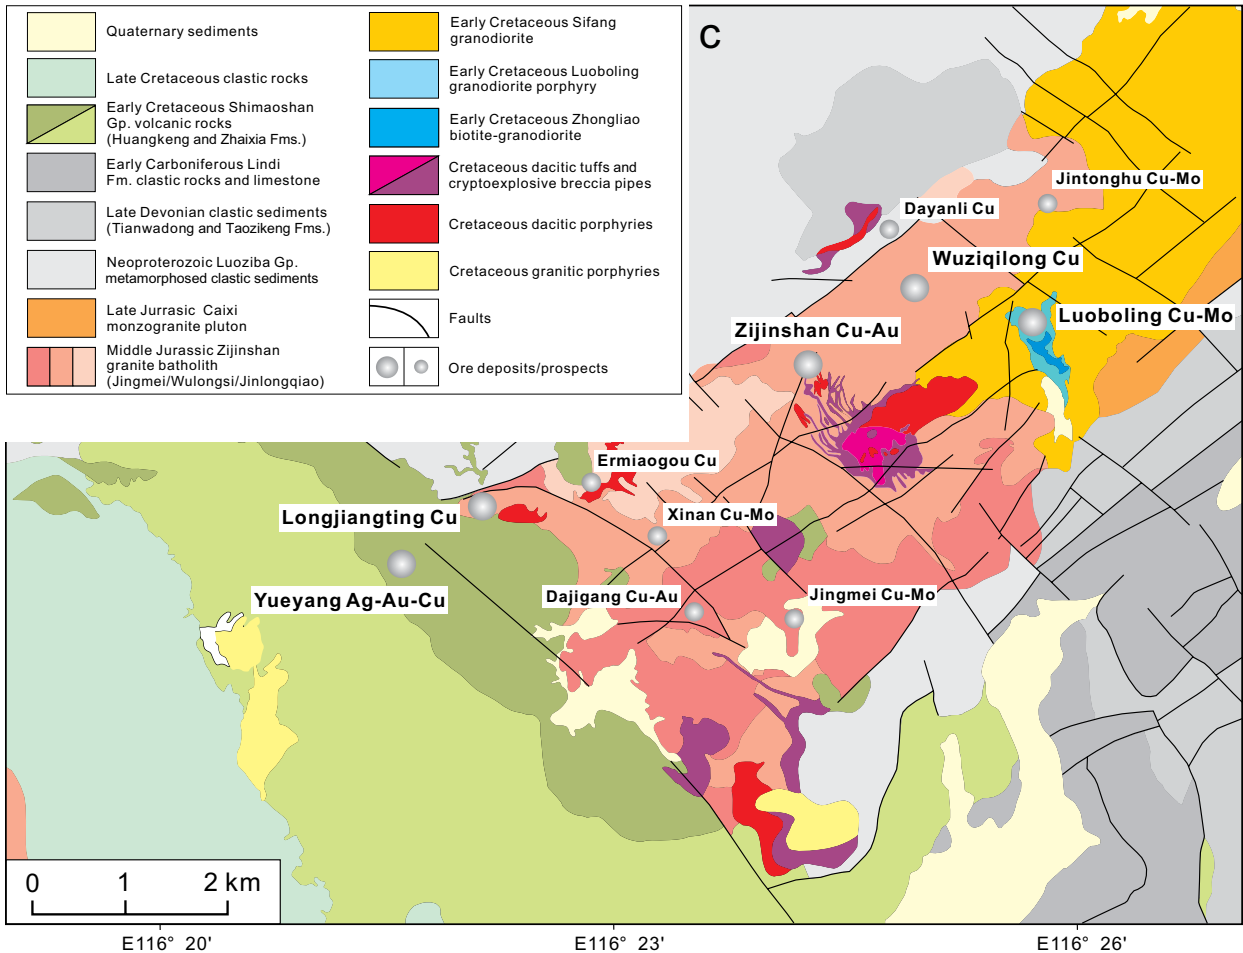 Quaternary sediments
Late Cretaceous clastic rocks
Early Cretaceous Shimaoshan
Gp. volcanic rocks
(Huangkeng and Zhaixia Fms.)
Early Carboniferous Lindi
Fm. clastic rocks and limestone
Late Devonian clastic sediments
(Tianwadong and Taozikeng Fms.)
Neoproterozoic Luoziba Gp.
metamorphosed clastic sediments
Late Jurrasic Caixi
monzogranite pluton
Middle Jurassic Zijinshan
granite batholith
(Jingmei/Wulongsi/Jinlongqiao)
Early Cretaceous Sifang
granodiorite
Early Cretaceous Luoboling
granodiorite porphyry
Early Cretaceous Zhongliao
biotite-granodiorite
Cretaceous dacitic tuffs and
cryptoexplosive breccia pipes
Cretaceous dacitic porphyries
Cretaceous granitic porphyries
Faults
Ore deposits/prospects
C
Jintonghu Cu-Mo
Dayanli Cu
Wuziqilong Cu
Luoboling Cu-Mo
Zijinshan Cu-Au
Ermiaogou Cu
Longjiangting Cu
Xinan Cu-Mo
Yueyang Ag-Au-Cu
Dajigang Cu-Au
Jingmei Cu-Mo
0 1 2 km
E116° 20' E116° 23' E116° 26'